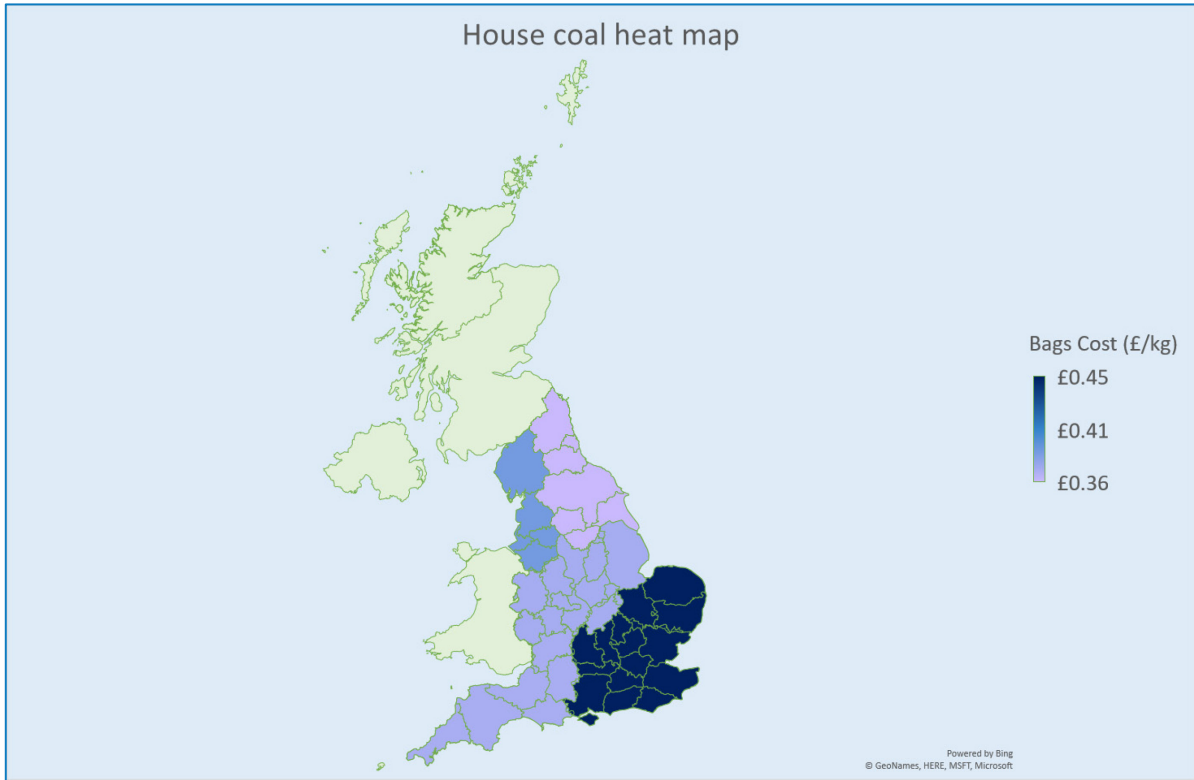 House coal heat map
Bags Cost (£/kg)
£0.45
£0.41
£0.36
Powered by Bing
© GeoNames, HERE, MSFT, Microsoft